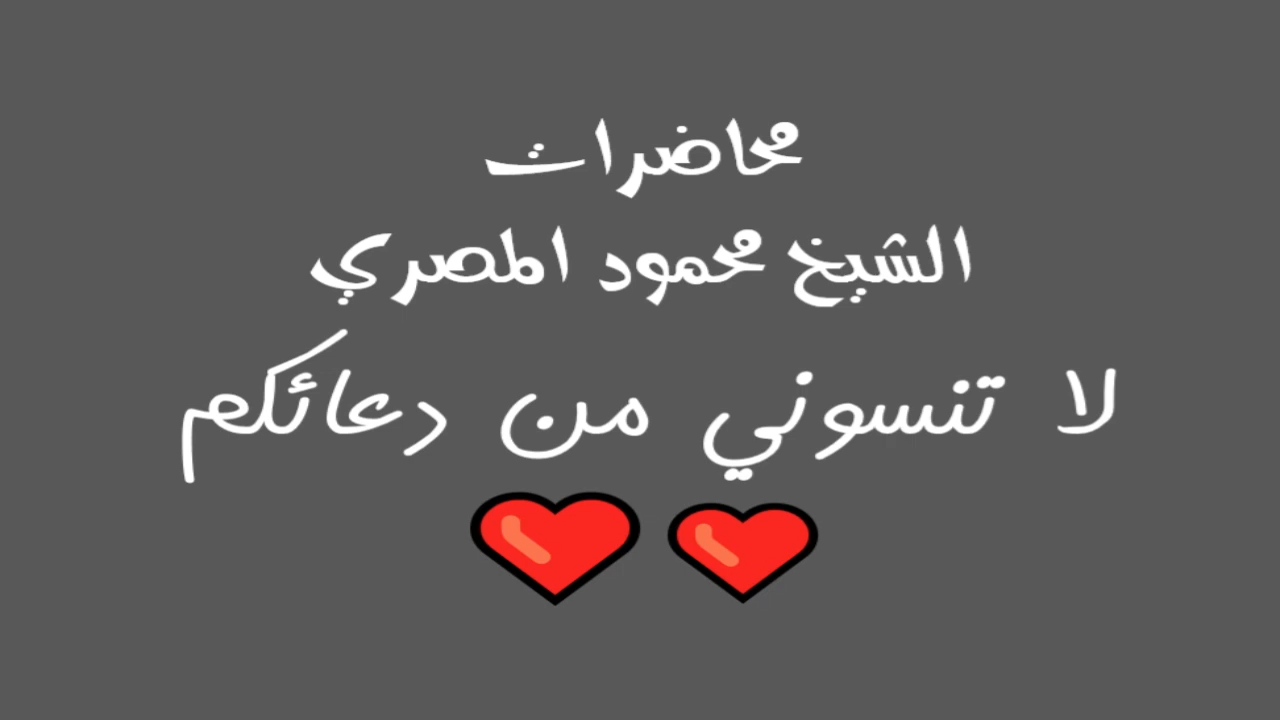 محاضرات
الشيخ محمود المصري
لا تنسوني من دعائكم